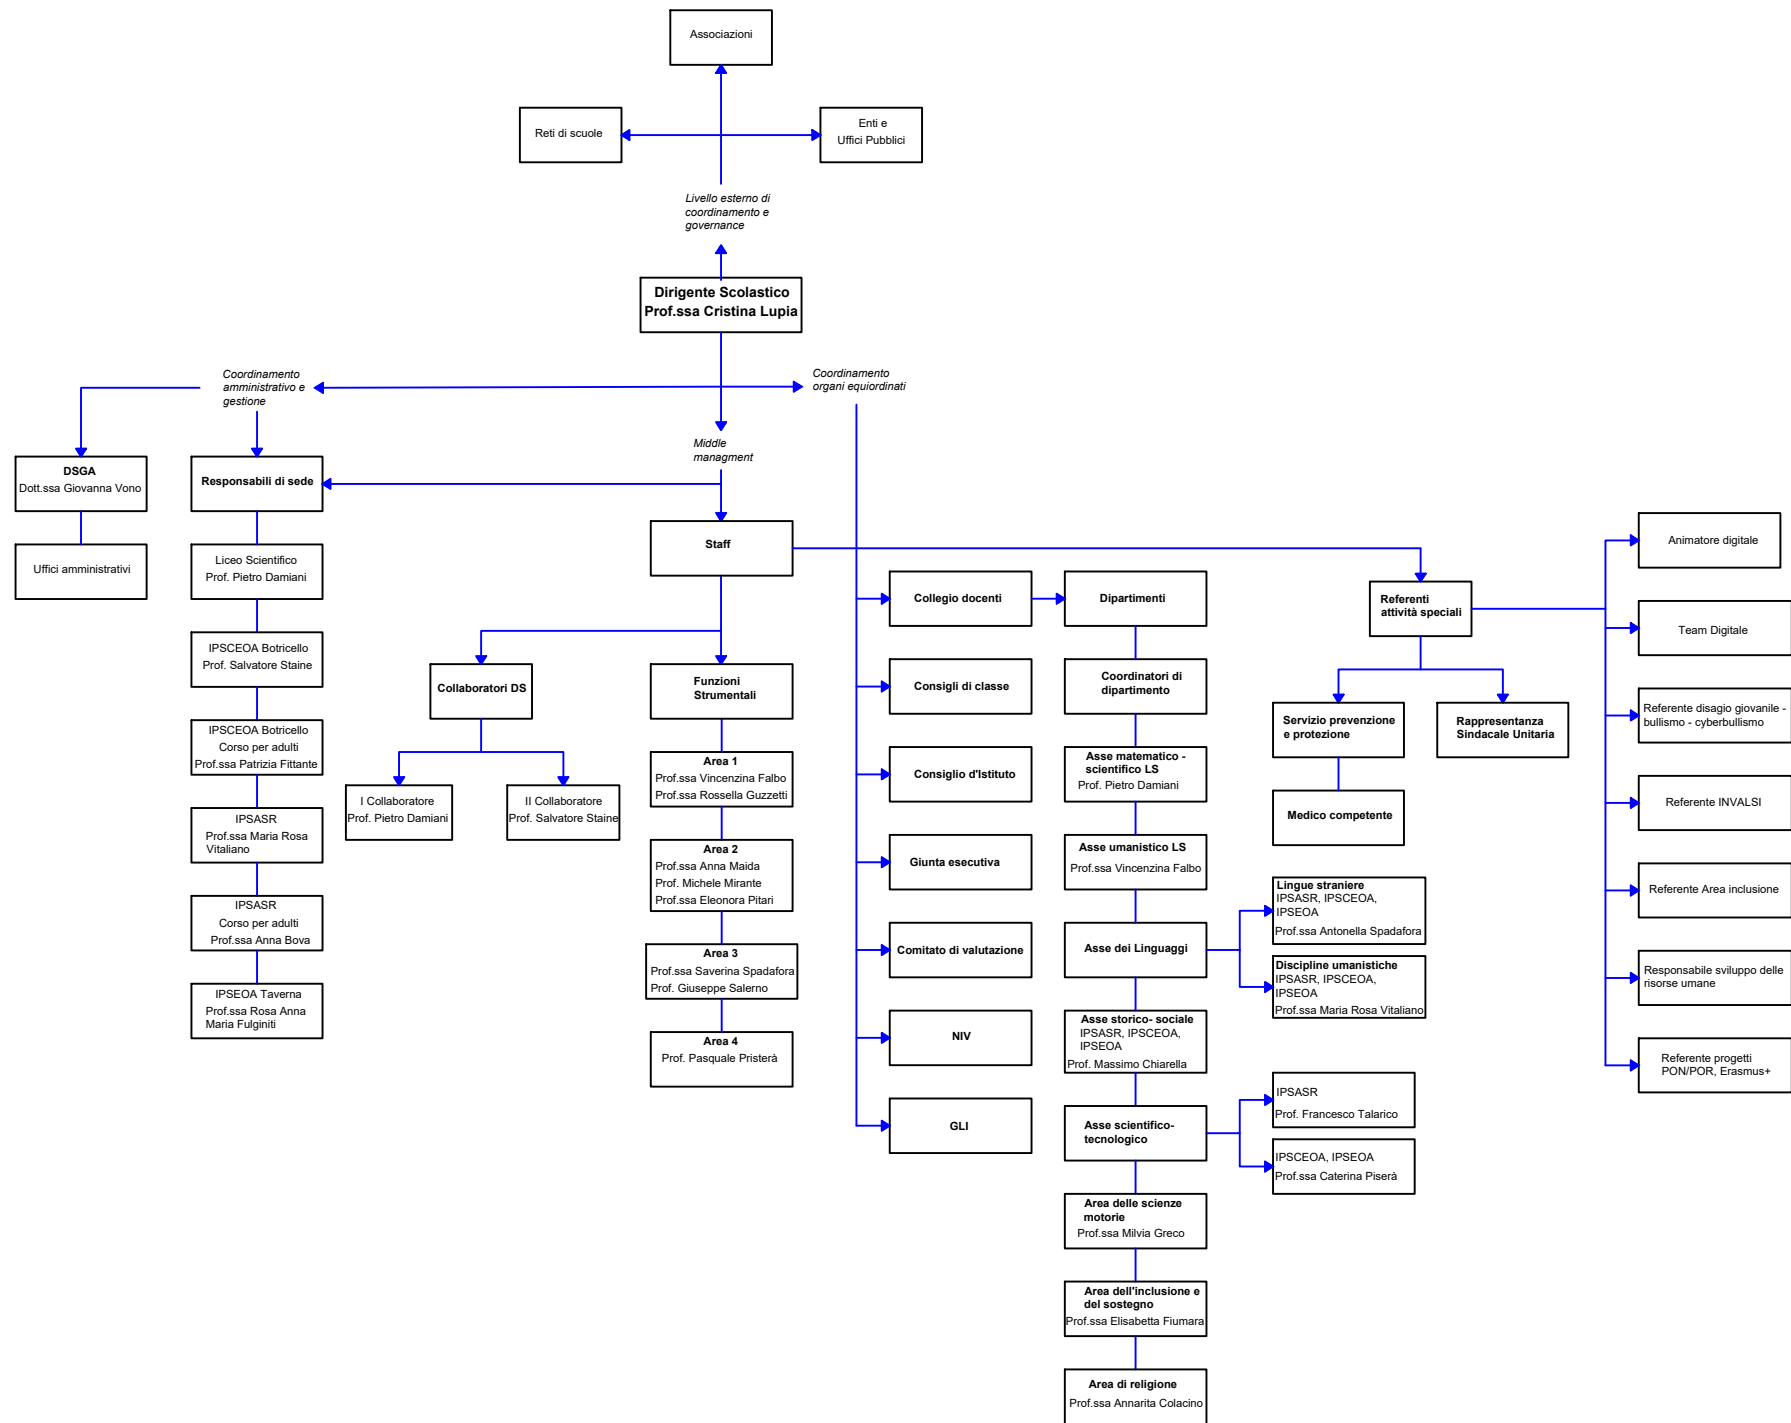 Associazioni
Reti di scuole
Enti e
Uffici Pubblici
Livello esterno di
coordinamento e
governance
Dirigente Scolastico
Prof.ssa Cristina Lupia
Coordinamento
amministrativo e
gestione
Coordinamento
organi equiordinati
Middle
managment
DSGA
Dott.ssa Giovanna Vono
Uffici amministrativi
Responsabili di sede
Liceo Scientifico
Prof. Pietro Damiani
IPSCEOA Botricello
Prof. Salvatore Staine
IPSCEOA Botricello
Corso per adulti
Prof.ssa Patrizia Fittante
IPSASR
Prof.ssa Maria Rosa
Vitaliano
IPSASR
Corso per adulti
Prof.ssa Anna Bova
IPSEOA Taverna
Prof.ssa Rosa Anna
Maria Fulginiti
Staff
Collaboratori DS
I Collaboratore
Prof. Pietro Damiani
II Collaboratore
Prof. Salvatore Staine
Funzioni
Strumentali
Area 1
Prof.ssa Vincenzina Falbo
Prof.ssa Rossella Guzzetti
Area 2
Prof.ssa Anna Maida
Prof. Michele Mirante
Prof.ssa Eleonora Pitari
Area 3
Prof.ssa Saverina Spadafora
Prof. Giuseppe Salerno
Area 4
Prof. Pasquale Pristerà
Collegio docenti
Consigli di classe
Consiglio d'Istituto
Giunta esecutiva
Comitato di valutazione
NIV
GLI
Dipartimenti
Coordinatori di
dipartimento
Asse matematico -
scientifico LS
Prof. Pietro Damiani
Asse umanistico LS
Prof.ssa Vincenzina Falbo
Asse dei Linguaggi
Lingue straniere
IPSASR, IPSCEOA,
IPSEOA
Prof.ssa Antonella Spadafora
Discipline umanistiche
IPSASR, IPSCEOA,
IPSEOA
Prof.ssa Maria Rosa Vitaliano
Asse storico- sociale
IPSASR, IPSCEOA,
IPSEOA
Prof. Massimo Chiarella
Asse scientifico-
tecnologico
IPSASR
Prof. Francesco Talarico
IPSCEOA, IPSEOA
Prof.ssa Caterina Piserà
Area delle scienze
motorie
Prof.ssa Milvia Greco
Area dell'inclusione e
del sostegno
Prof.ssa Elisabetta Fiumara
Area di religione
Prof.ssa Annarita Colacino
Referenti
attività speciali
Servizio prevenzione
e protezione
Medico competente
Rappresentanza
Sindacale Unitaria
Animatore digitale
Team Digitale
Referente disagio giovanile -
bullismo - cyberbullismo
Referente INVALSI
Referente Area inclusione
Responsabile sviluppo delle
risorse umane
Referente progetti
PON/POR, Erasmus+